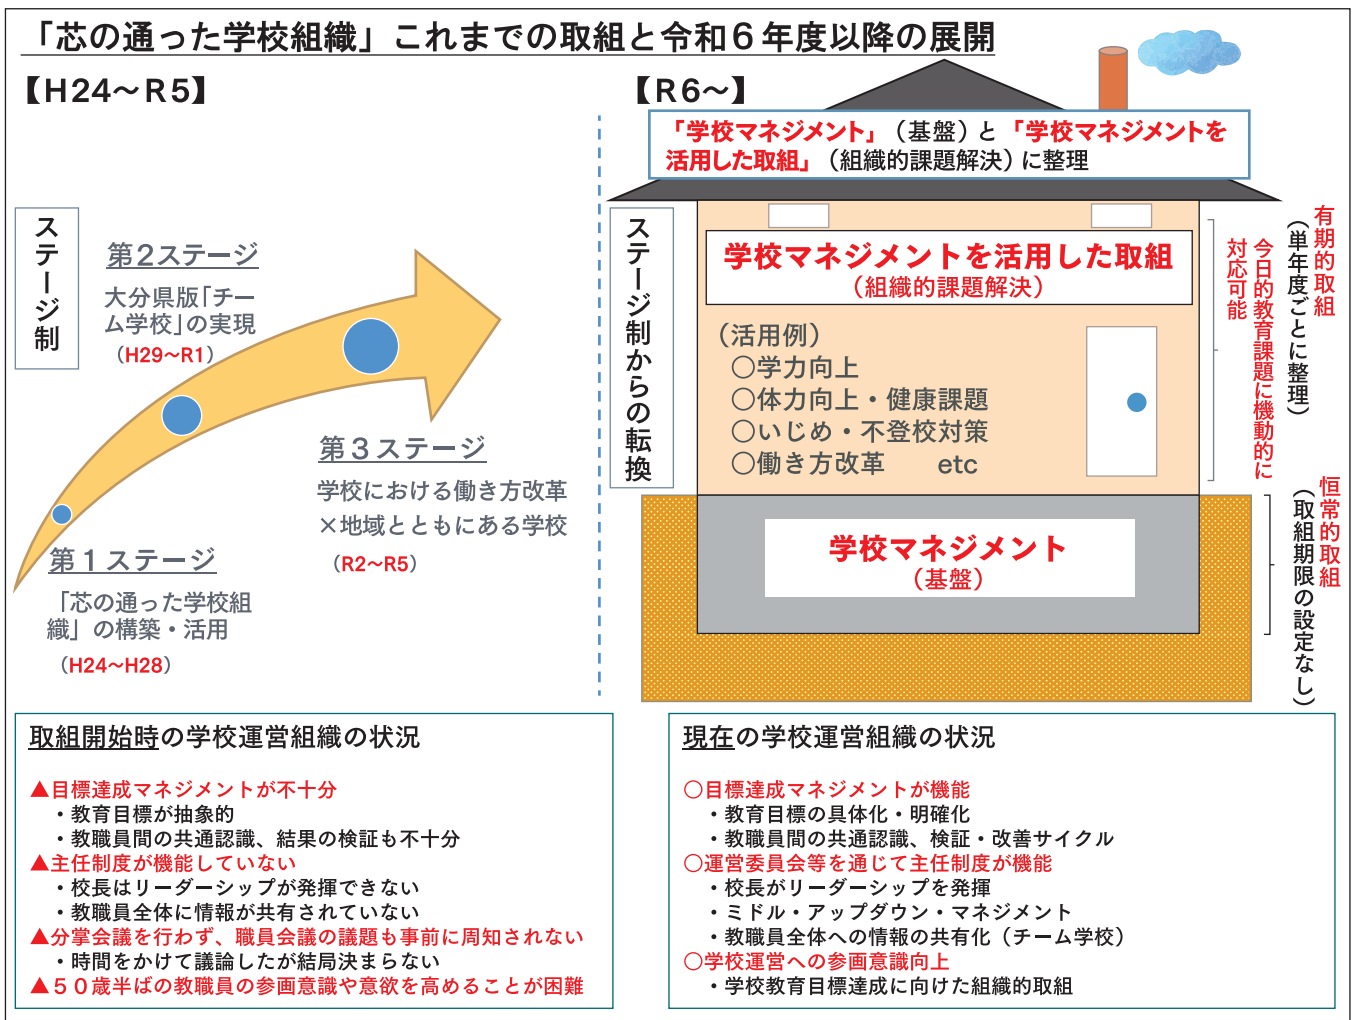 「芯の通った学校組織」これまでの取組と令和６年度以降の展開
【H24～R5】
ステージ制
第２ステージ
大分県版「チー
ム学校」の実現
（H29～R1）
第３ステージ
学校における働き方改革
×地域とともにある学校
（R2～R5）
第１ステージ
「芯の通った学校組
織」の構築・活用
（H24～H28）
【R6～】
「学校マネジメント」（基盤）と「学校マネジメントを
活用した取組」（組織的課題解決）に整理
ステージ制からの転換
学校マネジメントを活用した取組
（組織的課題解決）
（活用例）
○学力向上
○体力向上・健康課題
○いじめ・不登校対策
○働き方改革　　etc
有期的取組
（単年度ごとに整理）
今日的教育課題に機動的に
対応可能
学校マネジメント
（基盤）
恒常的取組
（取組期限の設定なし）
取組開始時の学校運営組織の状況
▲目標達成マネジメントが不十分
・教育目標が抽象的
・教職員間の共通認識、結果の検証も不十分
▲主任制度が機能していない
・校長はリーダーシップが発揮できない
・教職員全体に情報が共有されていない
▲分掌会議を行わず、職員会議の議題も事前に周知されない
・時間をかけて議論したが結局決まらない
▲５０歳半ばの教職員の参画意識や意欲を高めることが困難
現在の学校運営組織の状況
○目標達成マネジメントが機能
・教育目標の具体化・明確化
・教職員間の共通認識、検証・改善サイクル
○運営委員会等を通じて主任制度が機能
・校長がリーダーシップを発揮
・ミドル・アップダウン・マネジメント
・教職員全体への情報の共有化（チーム学校）
○学校運営への参画意識向上
・学校教育目標達成に向けた組織的取組